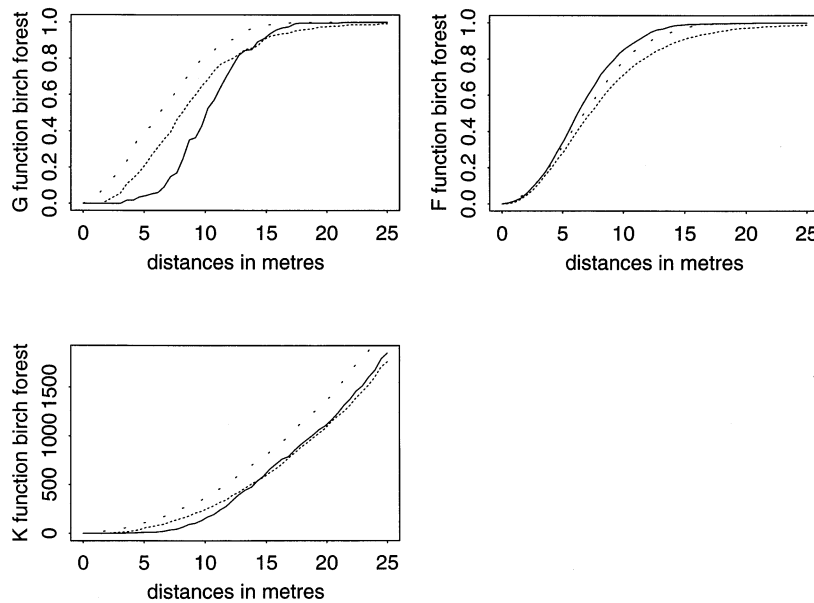 G function birch forest
0.0 0.2 0.4 0.6 0.8 1.0
0 5 10 15 20 25
distances in metres
F function birch forest
0.0 0.2 0.4 0.6 0.8 1.0
0 5 10 15 20 25
distances in metres
K function birch forest
0 500 1000 1500
0 5 10 15 20 25
distances in metres